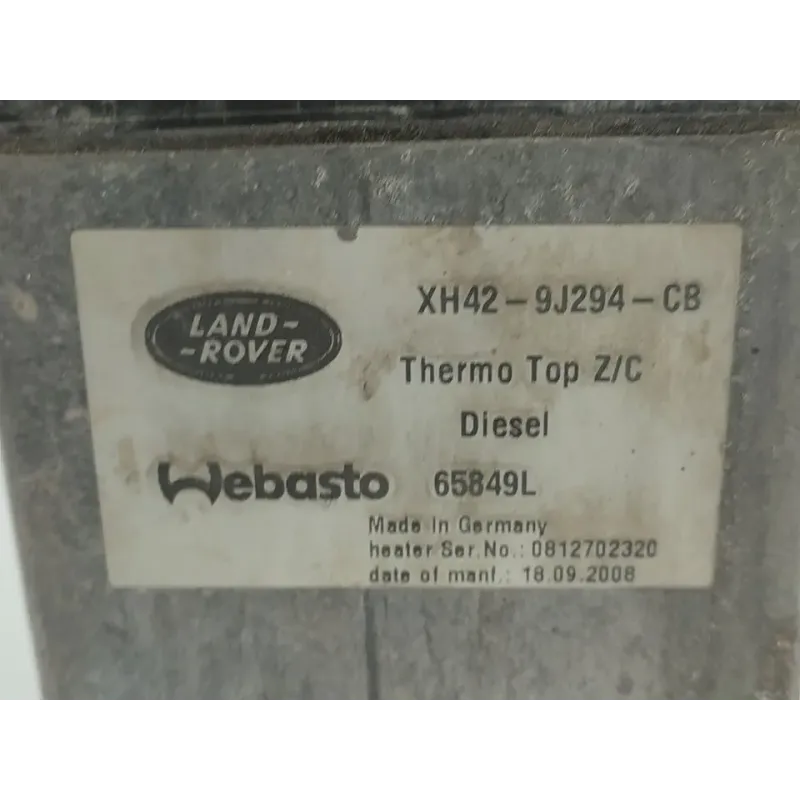 LAND-
-ROVER
XH42-9J294-CB
Thermo Top Z/C
Diesel
Webasto 65849L
Made In Germany
heater Ser.No.: 0812702320
date of manf.: 18.09.2008